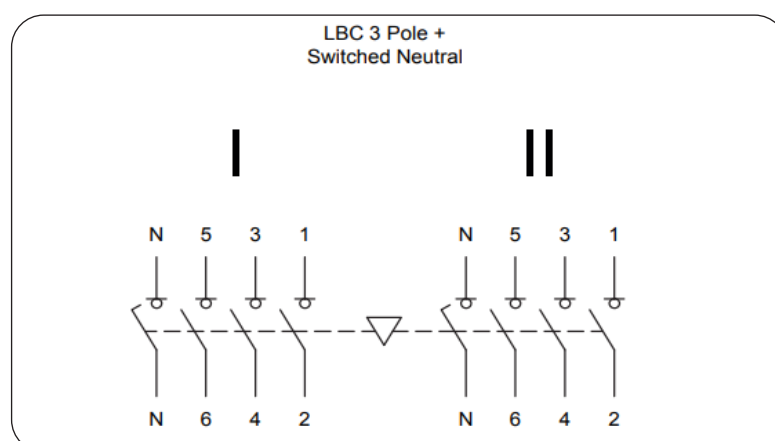 LBC 3 Pole +
Switched Neutral
I II
N 5 3 1 N 5 3 1
N 6 4 2 N 6 4 2